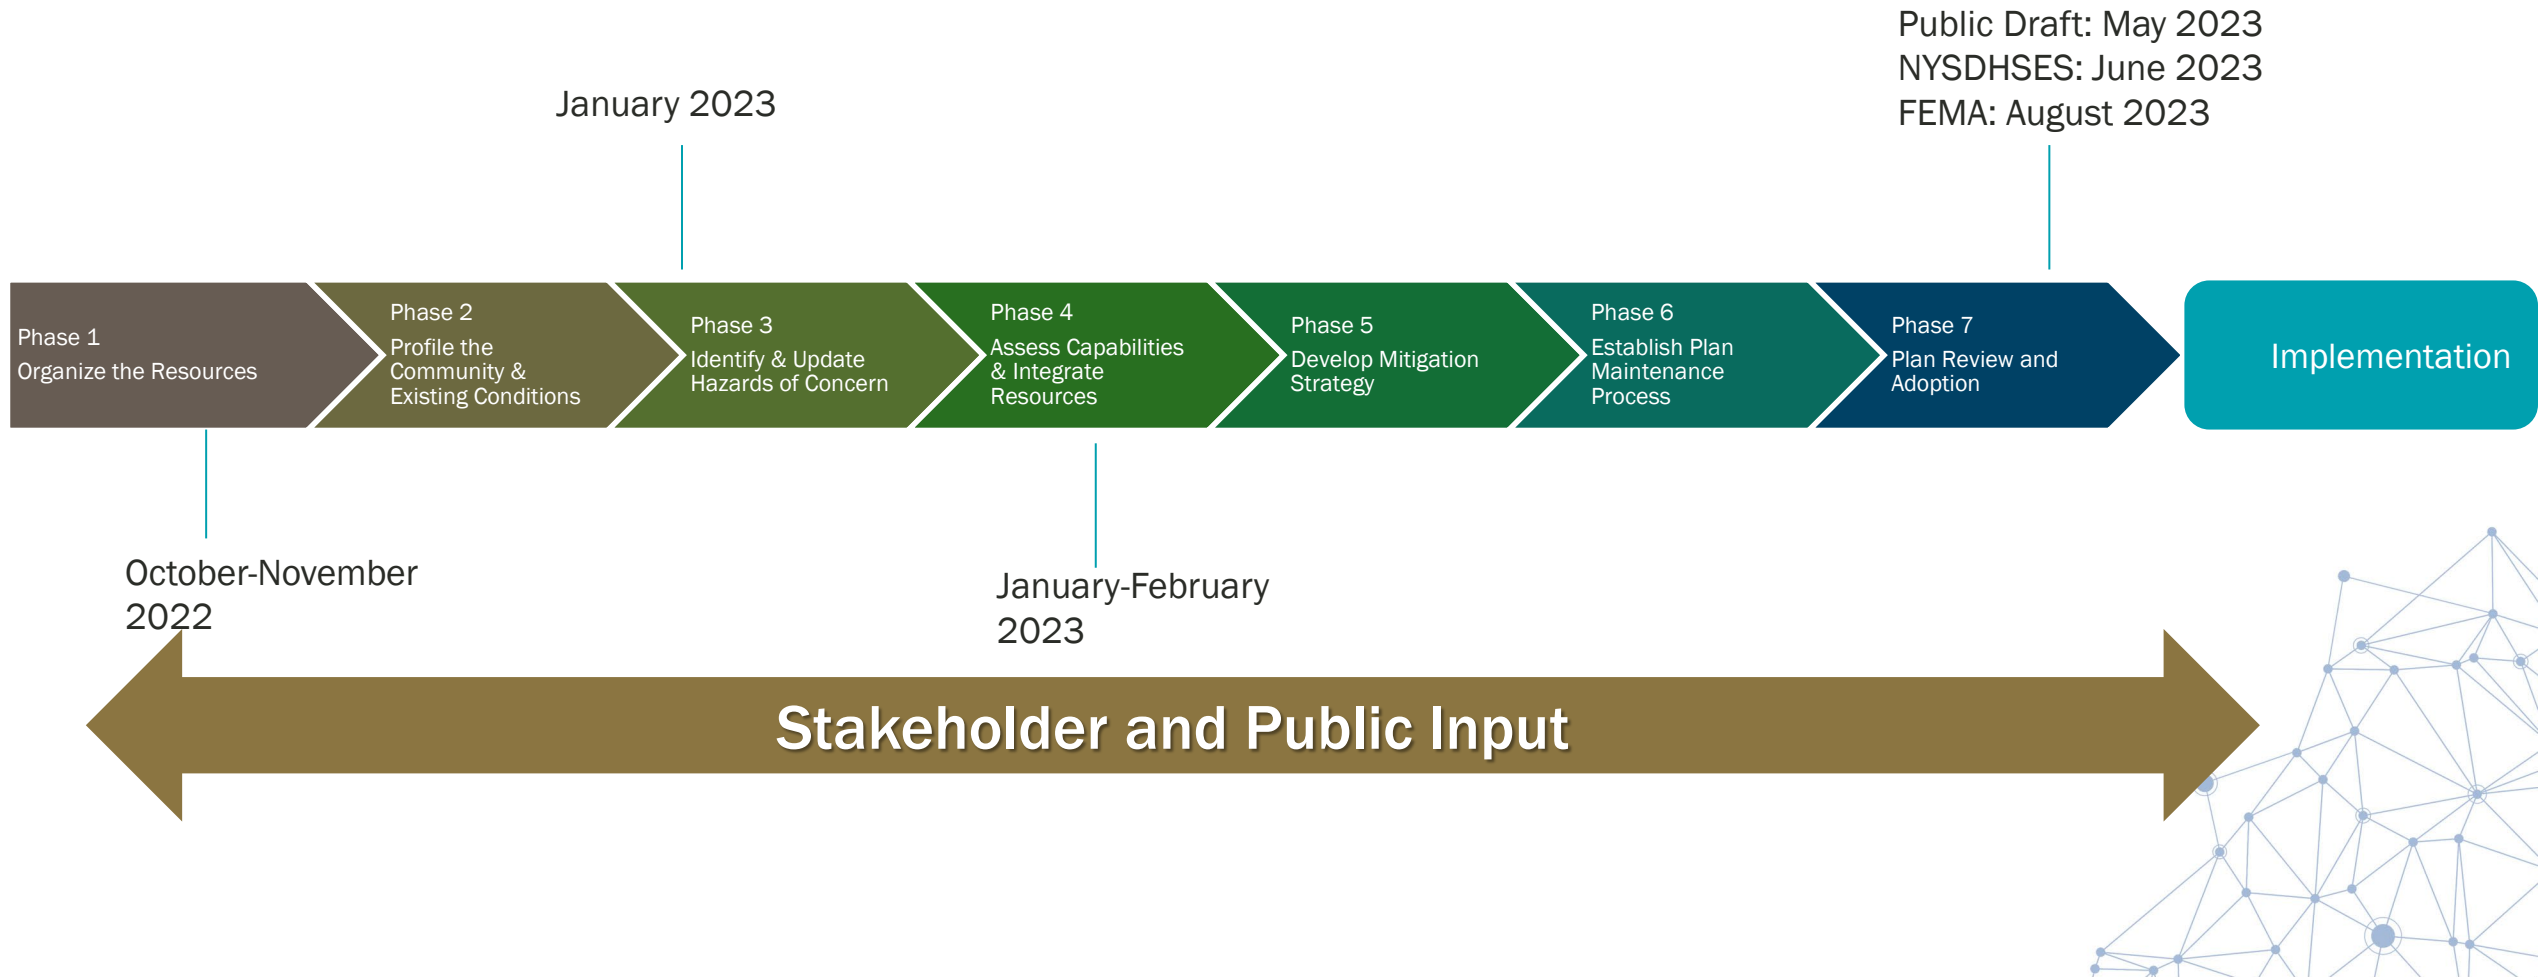 Public Draft: May 2023
NYSDHSES: June 2023
FEMA: August 2023
January 2023
Phase 1
Organize the Resources
Phase 2
Profile the
Community &
Existing Conditions
Phase 3
Identify & Update
Hazards of Concern
Phase 4
Assess Capabilities
& Integrate
Resources
Phase 5
Develop Mitigation
Strategy
Phase 6
Establish Plan
Maintenance
Process
Phase 7
Plan Review and
Adoption
Implementation
October-November
2022
January-February
2023
Stakeholder and Public Input